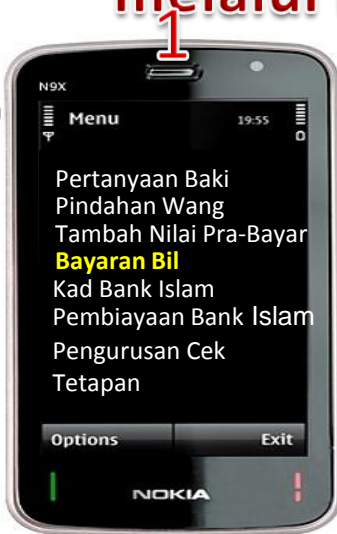 melalui
1
N9X
Menu 19:55
Pertanyaan Baki
Pindahan Wang
Tambah Nilai Pra-Bayar
Bayaran Bil
Kad Bank Islam
Pembiayaan Bank Islam
Pengurusan Cek
Tetapan
Options Exit
NOKIA